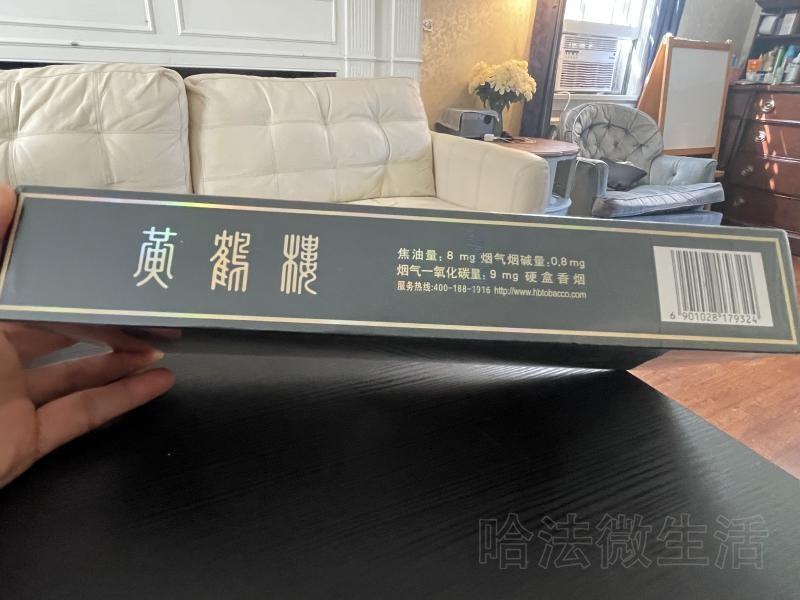 黄鹤楼
焦油量: 8 mg 烟气烟碱量: 0.8mg
烟气一氧化碳量: 9 mg 硬盒香烟
服务热线:400-188-1916 http://www.hbtobacco.com
6 901028 179324
哈法微生活